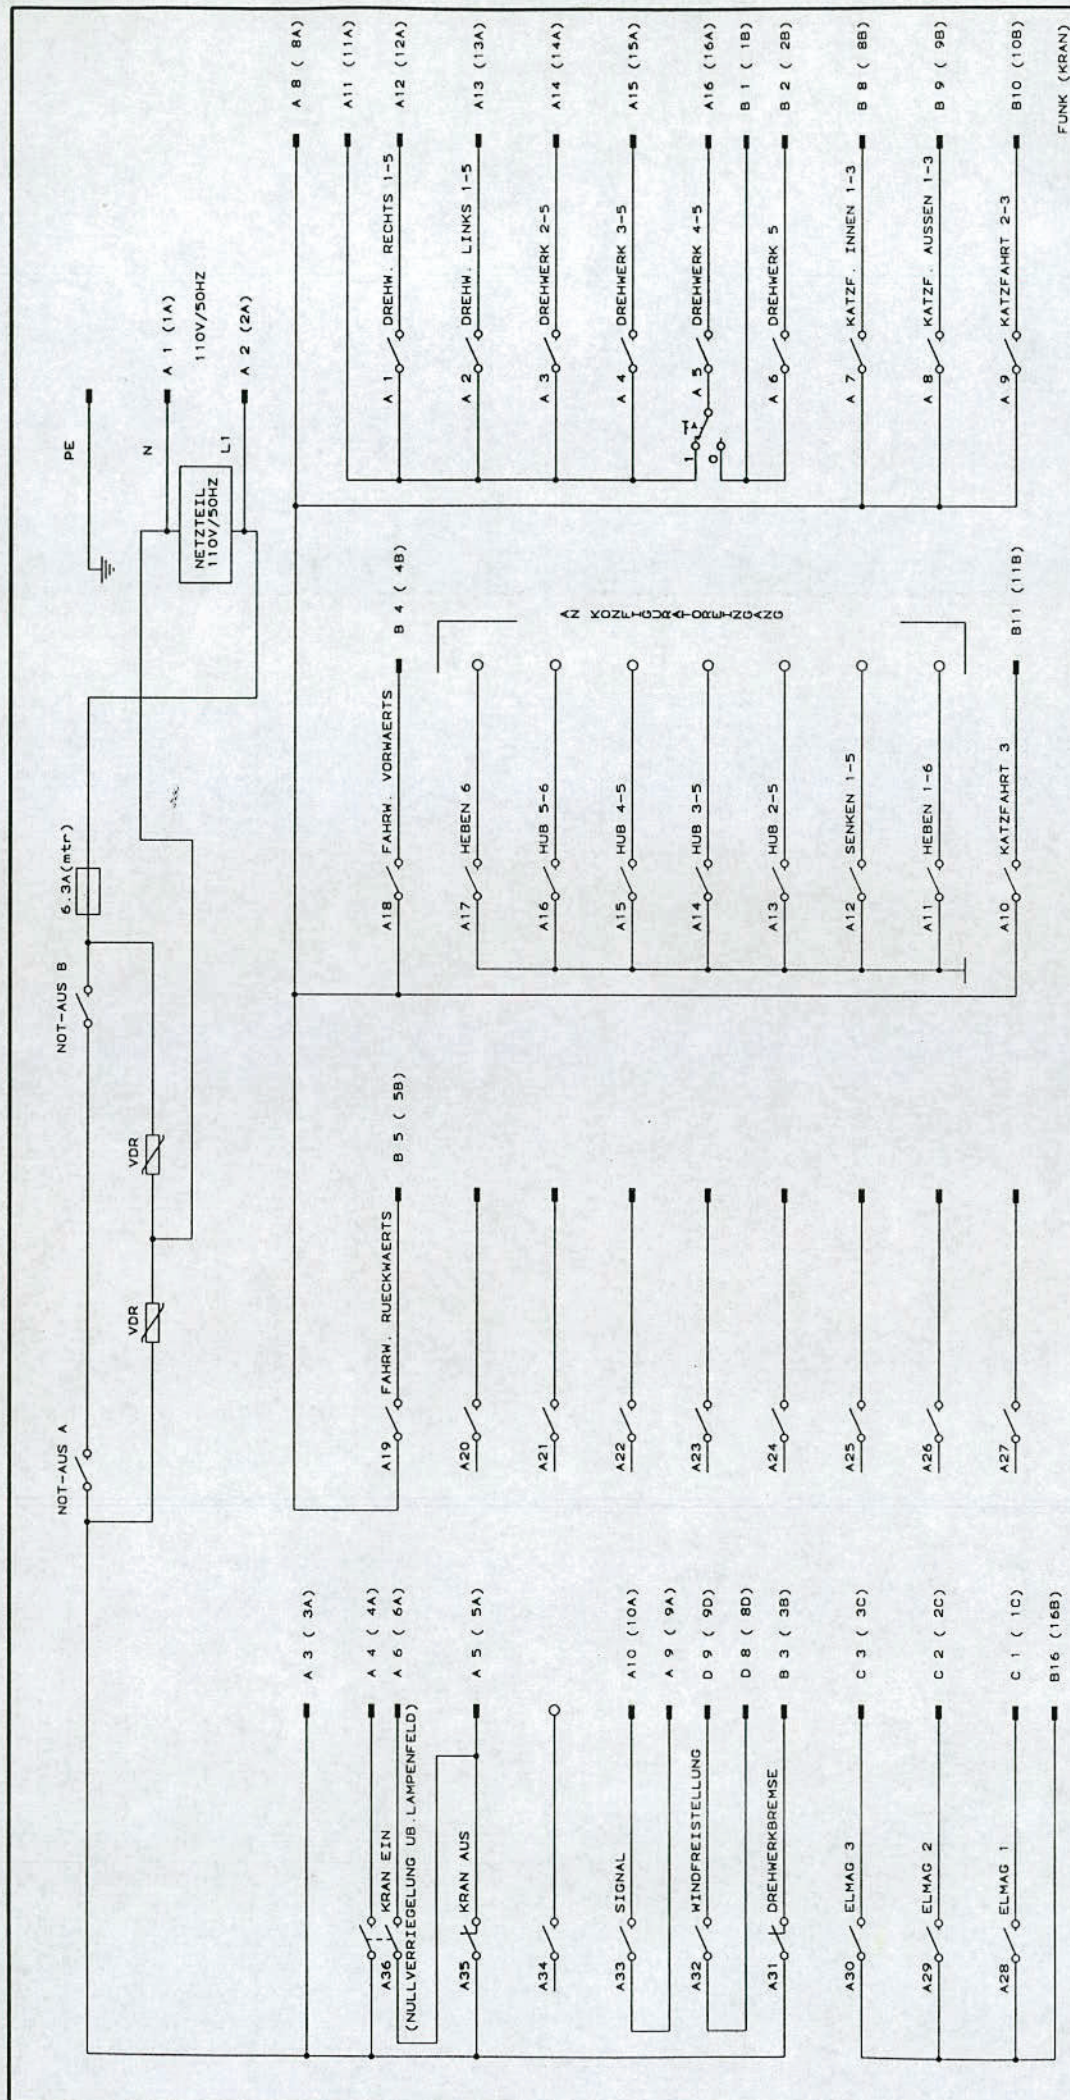 NOT-AUS A
NOT-AUS B
6.3A(mtr)
VDR
VDR
PE
N
L1
NETZTEIL
110V/50HZ
A 1 (1A)
110V/50HZ
A 2 (2A)
A 3 ( 3A)
A36 KRAN EIN
A 4 ( 4A)
A 6 ( 6A)
(NULLVERRIEGELUNG UB.LAMPENFELD)
A35 KRAN AUS
A 5 ( 5A)
A34
A33 SIGNAL
A10 (10A)
A 9 ( 9A)
A32 WINDFREISTELLUNG
D 9 ( 9D)
D 8 ( 8D)
A31 DREHWERKBREMSE
B 3 ( 3B)
A30 ELMAG 3
C 3 ( 3C)
A29 ELMAG 2
C 2 ( 2C)
A28 ELMAG 1
C 1 ( 1C)
B16 (16B)
A19 FAHRW. RUECKWAERTS
B 5 ( 5B)
A20
A21
A22
A23
A24
A25
A26
A27
A18 FAHRW. VORWAERTS
B 4 ( 4B)
A17 HEBEN 6
A16 HUB 5-6
A15 HUB 4-5
A14 HUB 3-5
A13 HUB 2-5
A12 SENKEN 1-5
A11 HEBEN 1-6
AN KONFIGURATOREINGANG
A10 KATZFAHRT 3
B11 (11B)
A 8 ( 8A)
A11 (11A)
A 1 DREHW. RECHTS 1-5
A12 (12A)
A 2 DREHW. LINKS 1-5
A13 (13A)
A 3 DREHWERK 2-5
A14 (14A)
A 4 DREHWERK 3-5
A15 (15A)
1
0
A 5 DREHWERK 4-5
A16 (16A)
B 1 ( 1B)
A 6 DREHWERK 5
B 2 ( 2B)
A 7 KATZF. INNEN 1-3
B 8 ( 8B)
A 8 KATZF. AUSSEN 1-3
B 9 ( 9B)
A 9 KATZFAHRT 2-3
B10 (10B)
FUNK (KRAN)